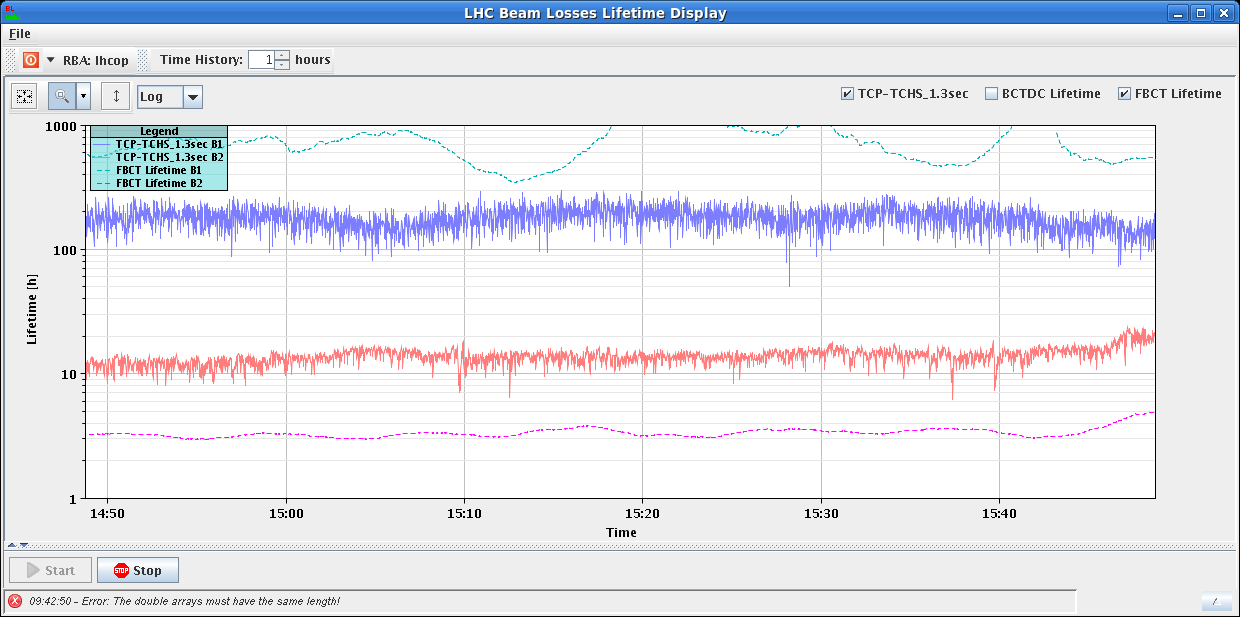 BL
LHC Beam Losses Lifetime Display
File
RBA: lhcop
Time History: 1 hours
Log
TCP-TCHS_1.3sec
BCTDC Lifetime
FBCT Lifetime
Legend
TCP-TCHS_1.3sec B1
TCP-TCHS_1.3sec B2
FBCT Lifetime B1
FBCT Lifetime B2
1000
100
10
1
Lifetime [h]
14:50 15:00 15:10 15:20 15:30 15:40
Time
Start
STOP Stop
09:42:50 - Error: The double arrays must have the same length!